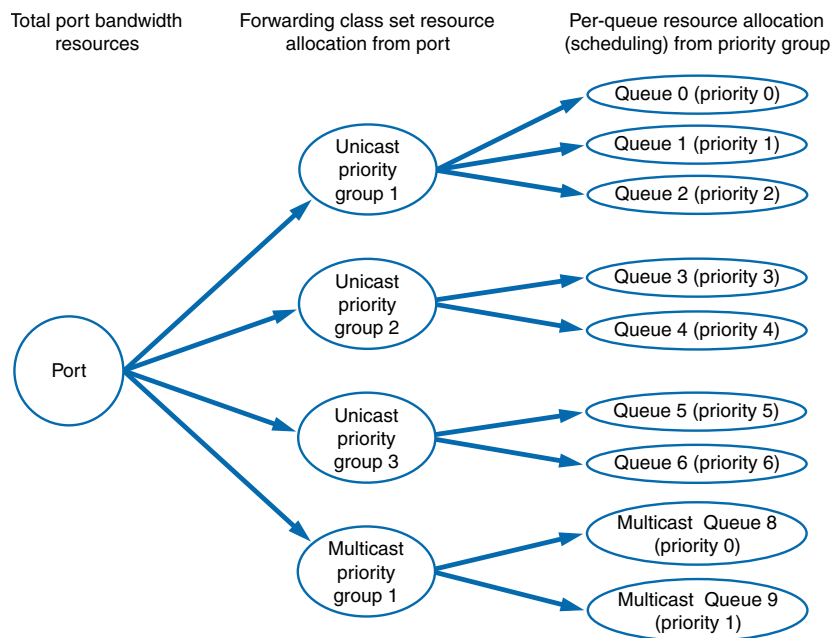 Total port bandwidth
resources
Forwarding class set resource
allocation from port
Per-queue resource allocation
(scheduling) from priority group
Port
Unicast
priority
group 1
Unicast
priority
group 2
Unicast
priority
group 3
Multicast
priority
group 1
Queue 0 (priority 0)
Queue 1 (priority 1)
Queue 2 (priority 2)
Queue 3 (priority 3)
Queue 4 (priority 4)
Queue 5 (priority 5)
Queue 6 (priority 6)
Multicast Queue 8
(priority 0)
Multicast Queue 9
(priority 1)